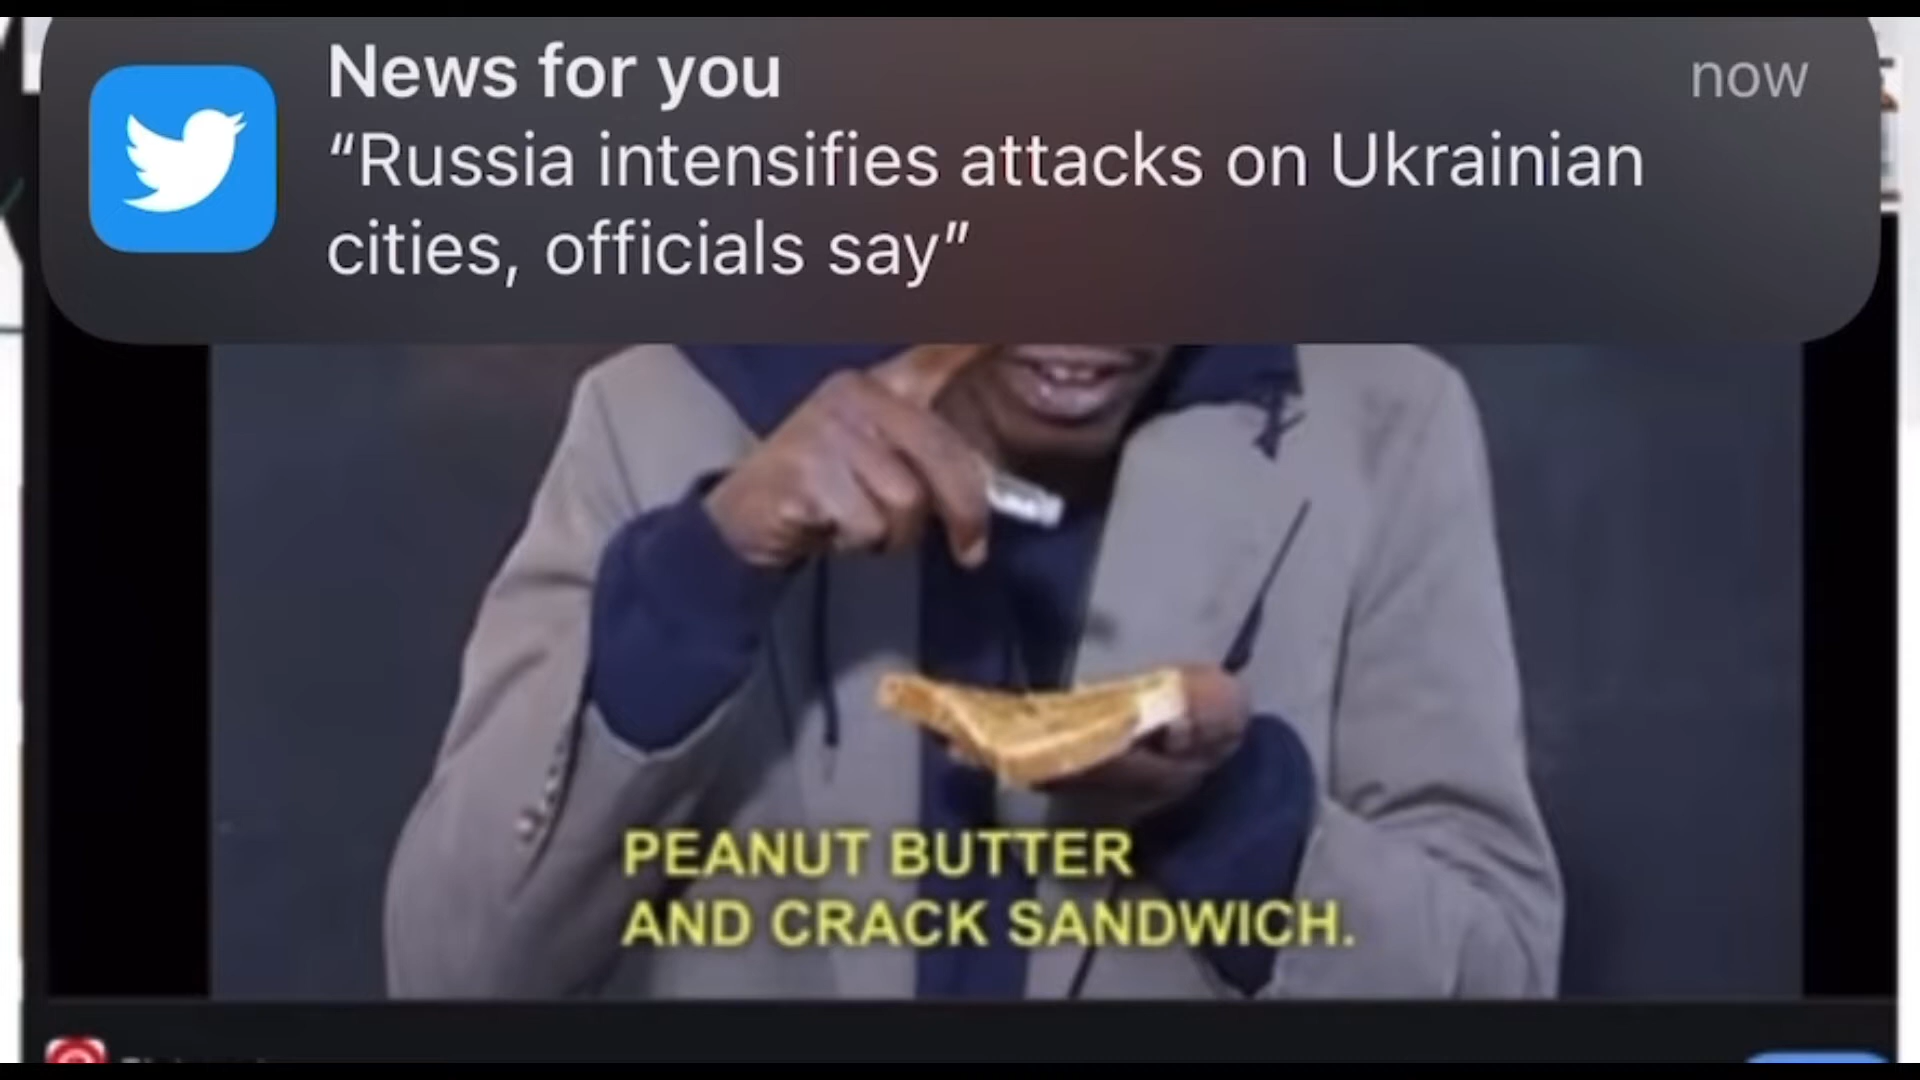 News for you
now
“Russia intensifies attacks on Ukrainian
cities, officials say”
PEANUT BUTTER
AND CRACK SANDWICH.